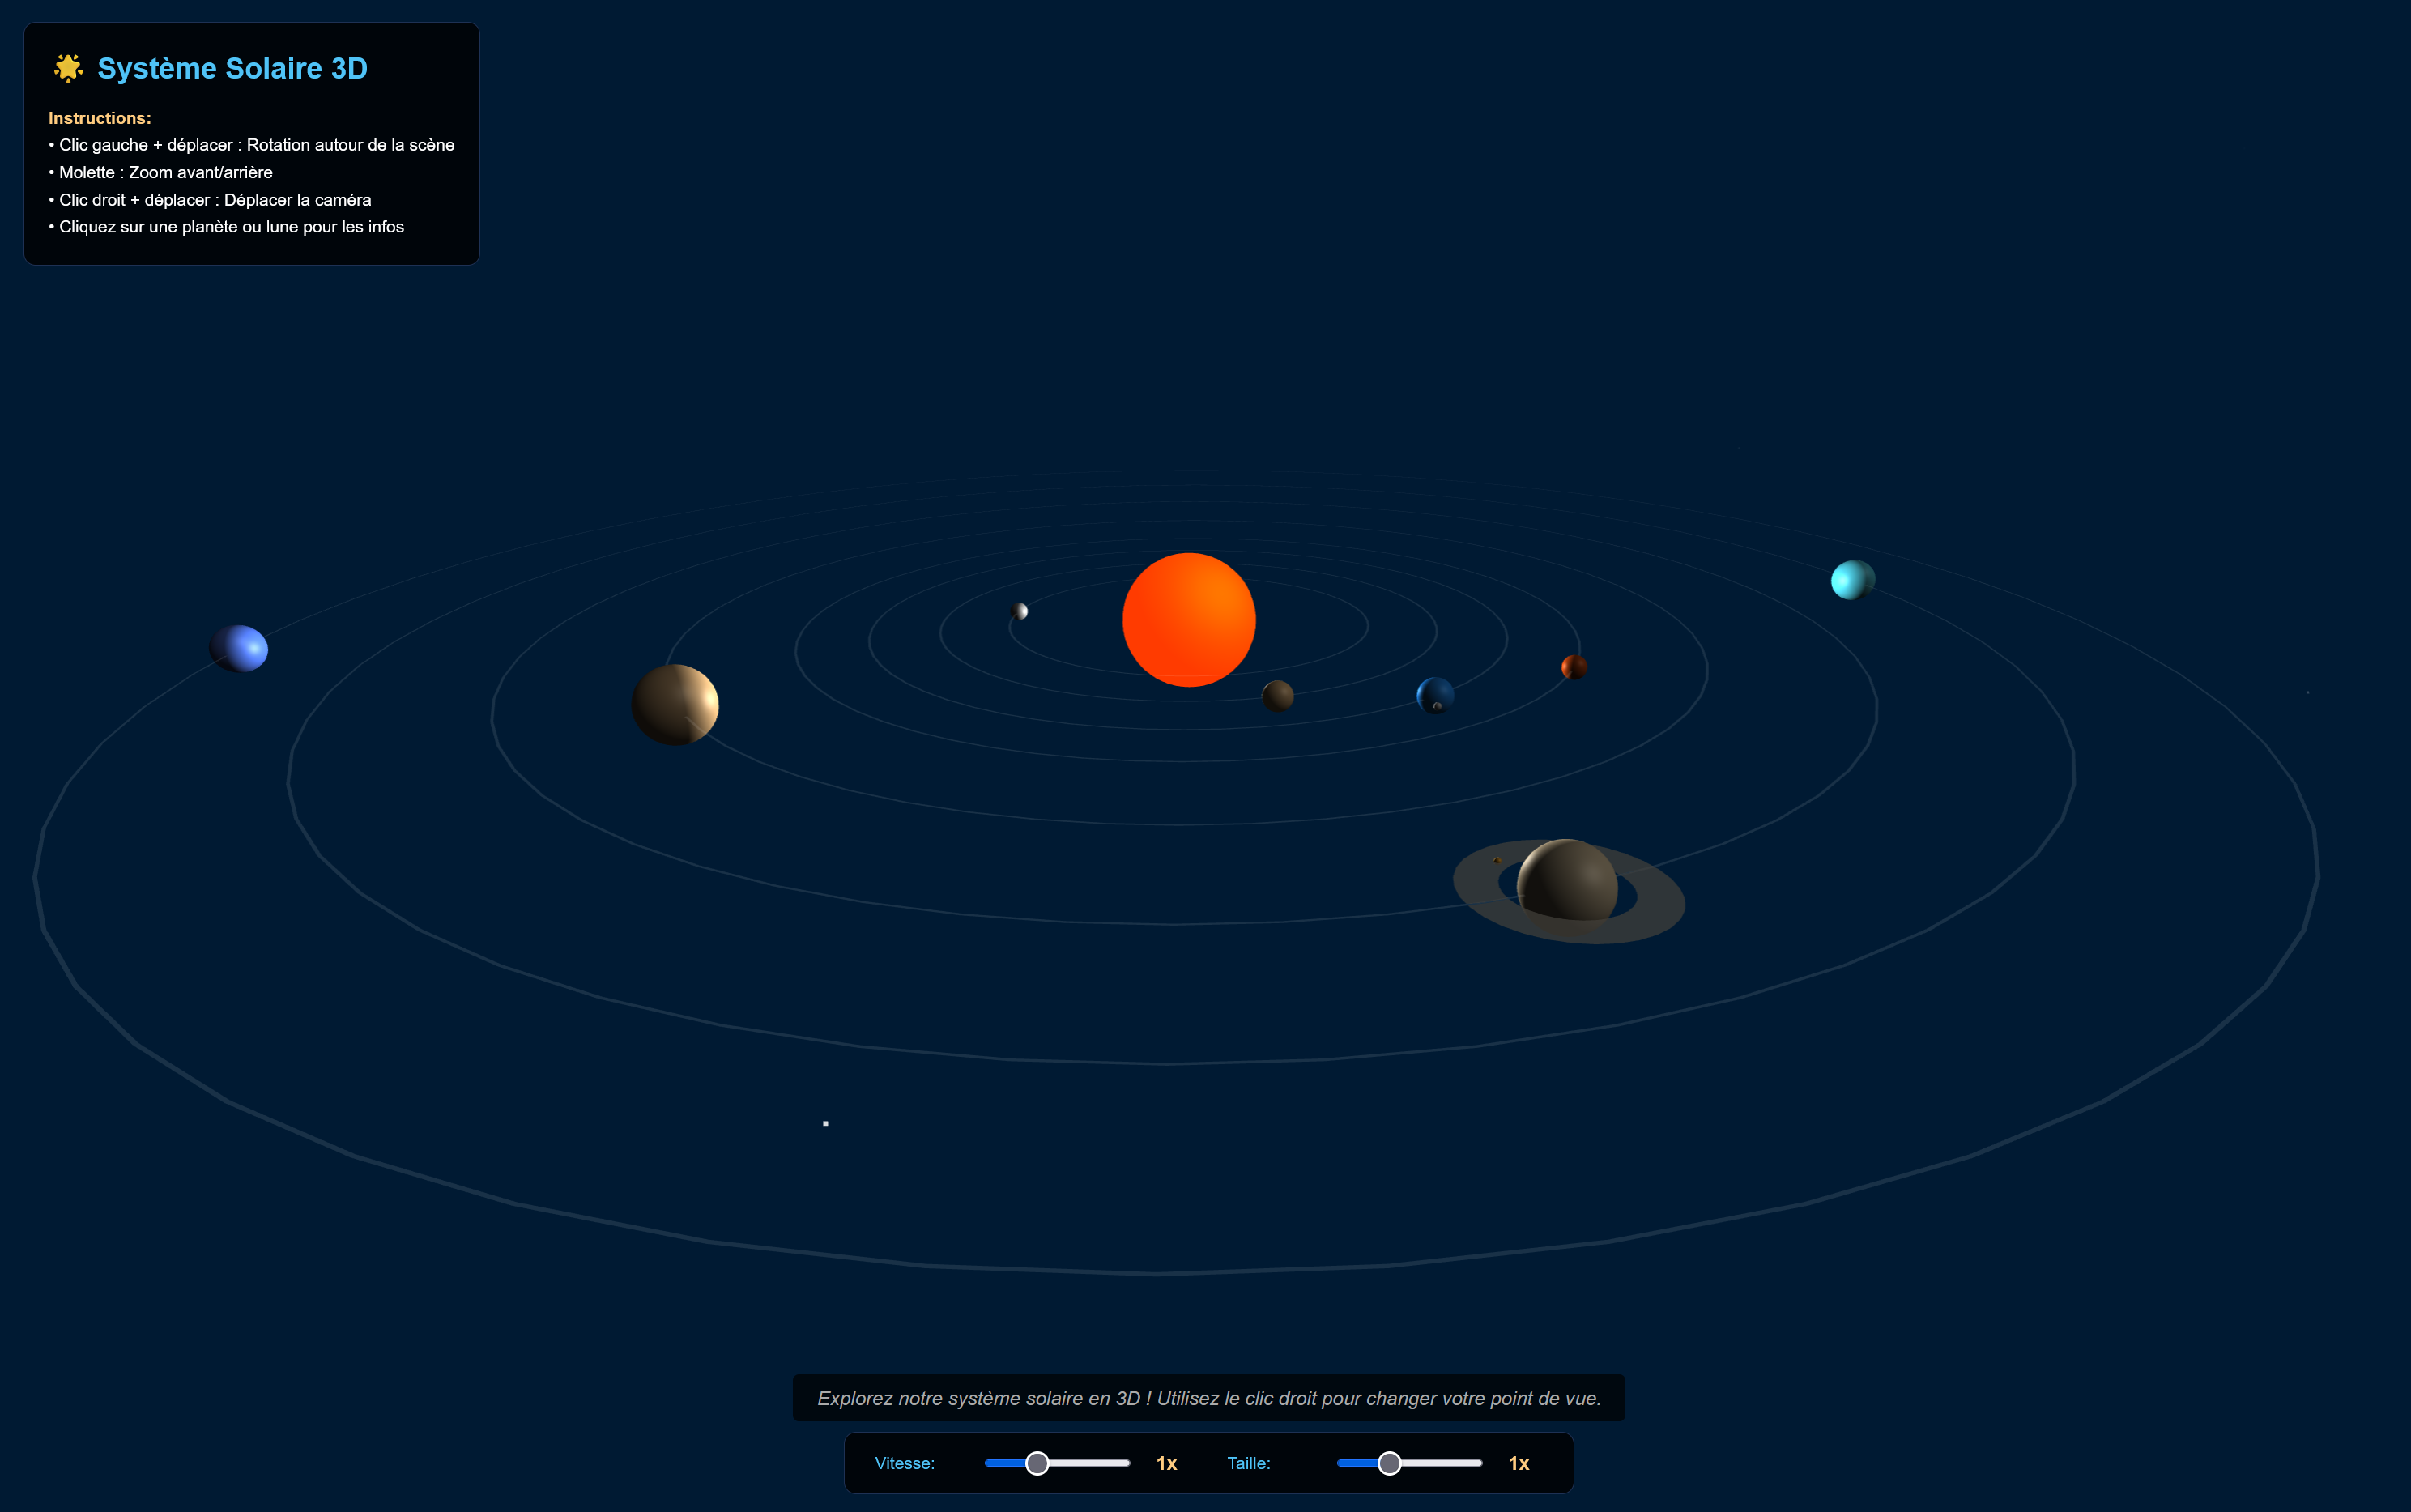 🌟 Système Solaire 3D
Instructions:
• Clic gauche + déplacer : Rotation autour de la scène
• Molette : Zoom avant/arrière
• Clic droit + déplacer : Déplacer la caméra
• Cliquez sur une planète ou lune pour les infos
Explorez notre système solaire en 3D ! Utilisez le clic droit pour changer votre point de vue.
Vitesse: 1x Taille: 1x